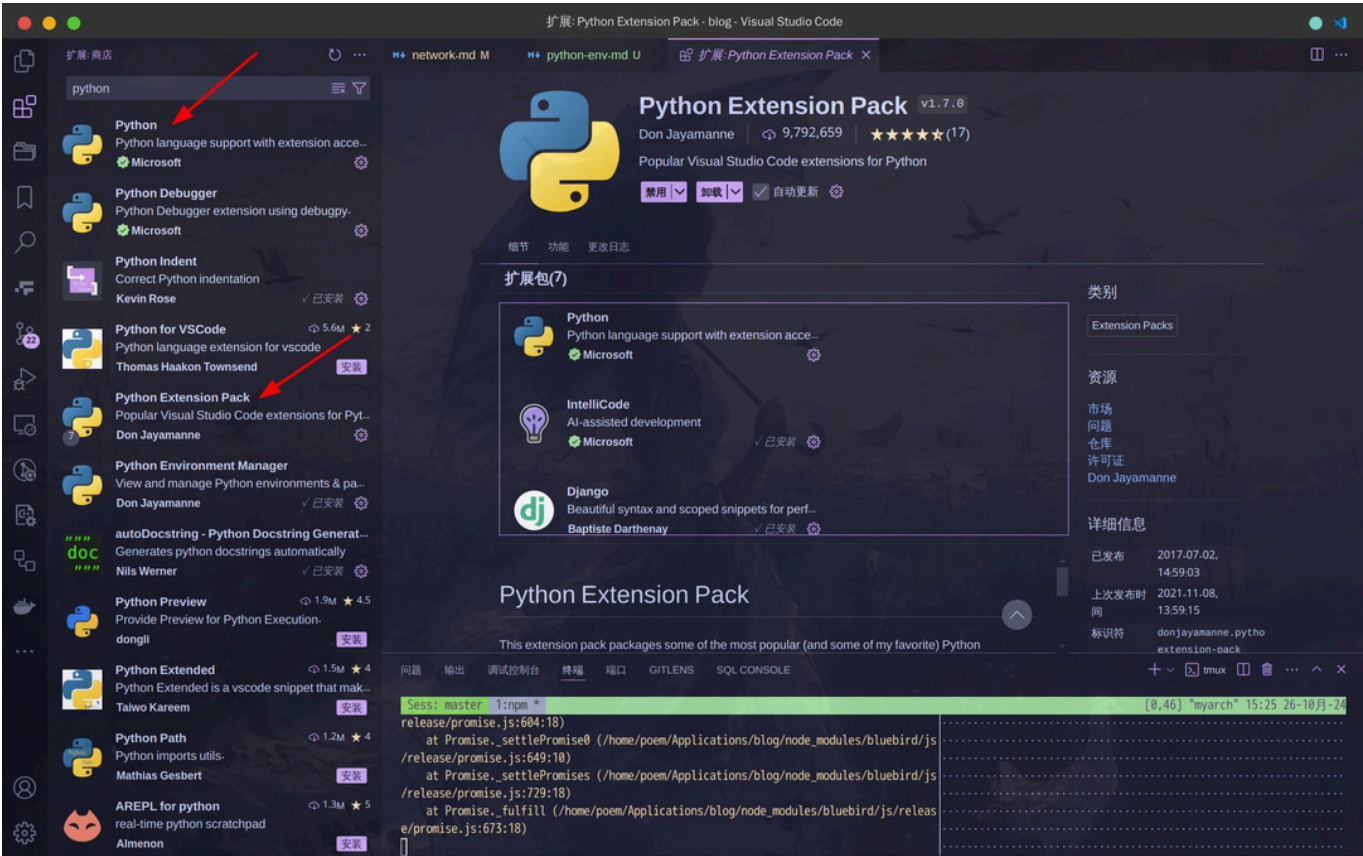 扩展: Python Extension Pack - blog - Visual Studio Code
扩展: 商店
python
Python
Python language support with extension acce...
Microsoft
Python Debugger
Python Debugger extension using debugpy.
Microsoft
Python Indent
Correct Python indentation
Kevin Rose ✓已安装
Python for VSCode 5.6M ★ 2
Python language extension for vscode
Thomas Haakon Townsend 安装
Python Extension Pack
Popular Visual Studio Code extensions for Pyt...
7
Don Jayamanne
Python Environment Manager
View and manage Python environments & pa...
Don Jayamanne ✓已安装
autoDocstring - Python Docstring Generat...
Generates python docstrings automatically
""" doc """
Nils Werner ✓已安装
Python Preview 1.9M ★ 4.5
Provide Preview for Python Execution.
dongli 安装
Python Extended 1.5M ★ 4
Python Extended is a vscode snippet that mak...
Taiwo Kareem 安装
Python Path 1.2M ★ 4
Python imports utils.
Mathias Gesbert 安装
AREPL for python 1.3M ★ 5
real-time python scratchpad
Almenon 安装
22
network.md M
python-env.md U
扩展: Python Extension Pack ×
Python Extension Pack v1.7.0
Don Jayamanne 9,792,659 (17)
Popular Visual Studio Code extensions for Python
禁用 卸载 自动更新
细节 功能 更改日志
扩展包(7)
Python
Python language support with extension acce...
Microsoft
IntelliCode
AI-assisted development
Microsoft ✓已安装
dj
Django
Beautiful syntax and scoped snippets for perf...
Baptiste Darthenay ✓已安装
Python Extension Pack
This extension pack packages some of the most popular (and some of my favorite) Python
类别
Extension Packs
资源
市场
问题
仓库
许可证
Don Jayamanne
详细信息
已发布 2017-07-02,
14:59:03
上次发布时间 2021-11-08,
13:59:15
标识符 donjayamanne.pytho
extension-pack
问题 输出 调试控制台 终端 端口 GITLENS SQL CONSOLE
tmux
Sess: master 1:npm * [0,46] "myarch" 15:25 26-10月-24
release/promise.js:604:18)
at Promise._settlePromise0 (/home/poem/Applications/blog/node_modules/bluebird/js
/release/promise.js:649:10)
at Promise._settlePromises (/home/poem/Applications/blog/node_modules/bluebird/js
/release/promise.js:729:18)
at Promise._fulfill (/home/poem/Applications/blog/node_modules/bluebird/js/releas
e/promise.js:673:18)